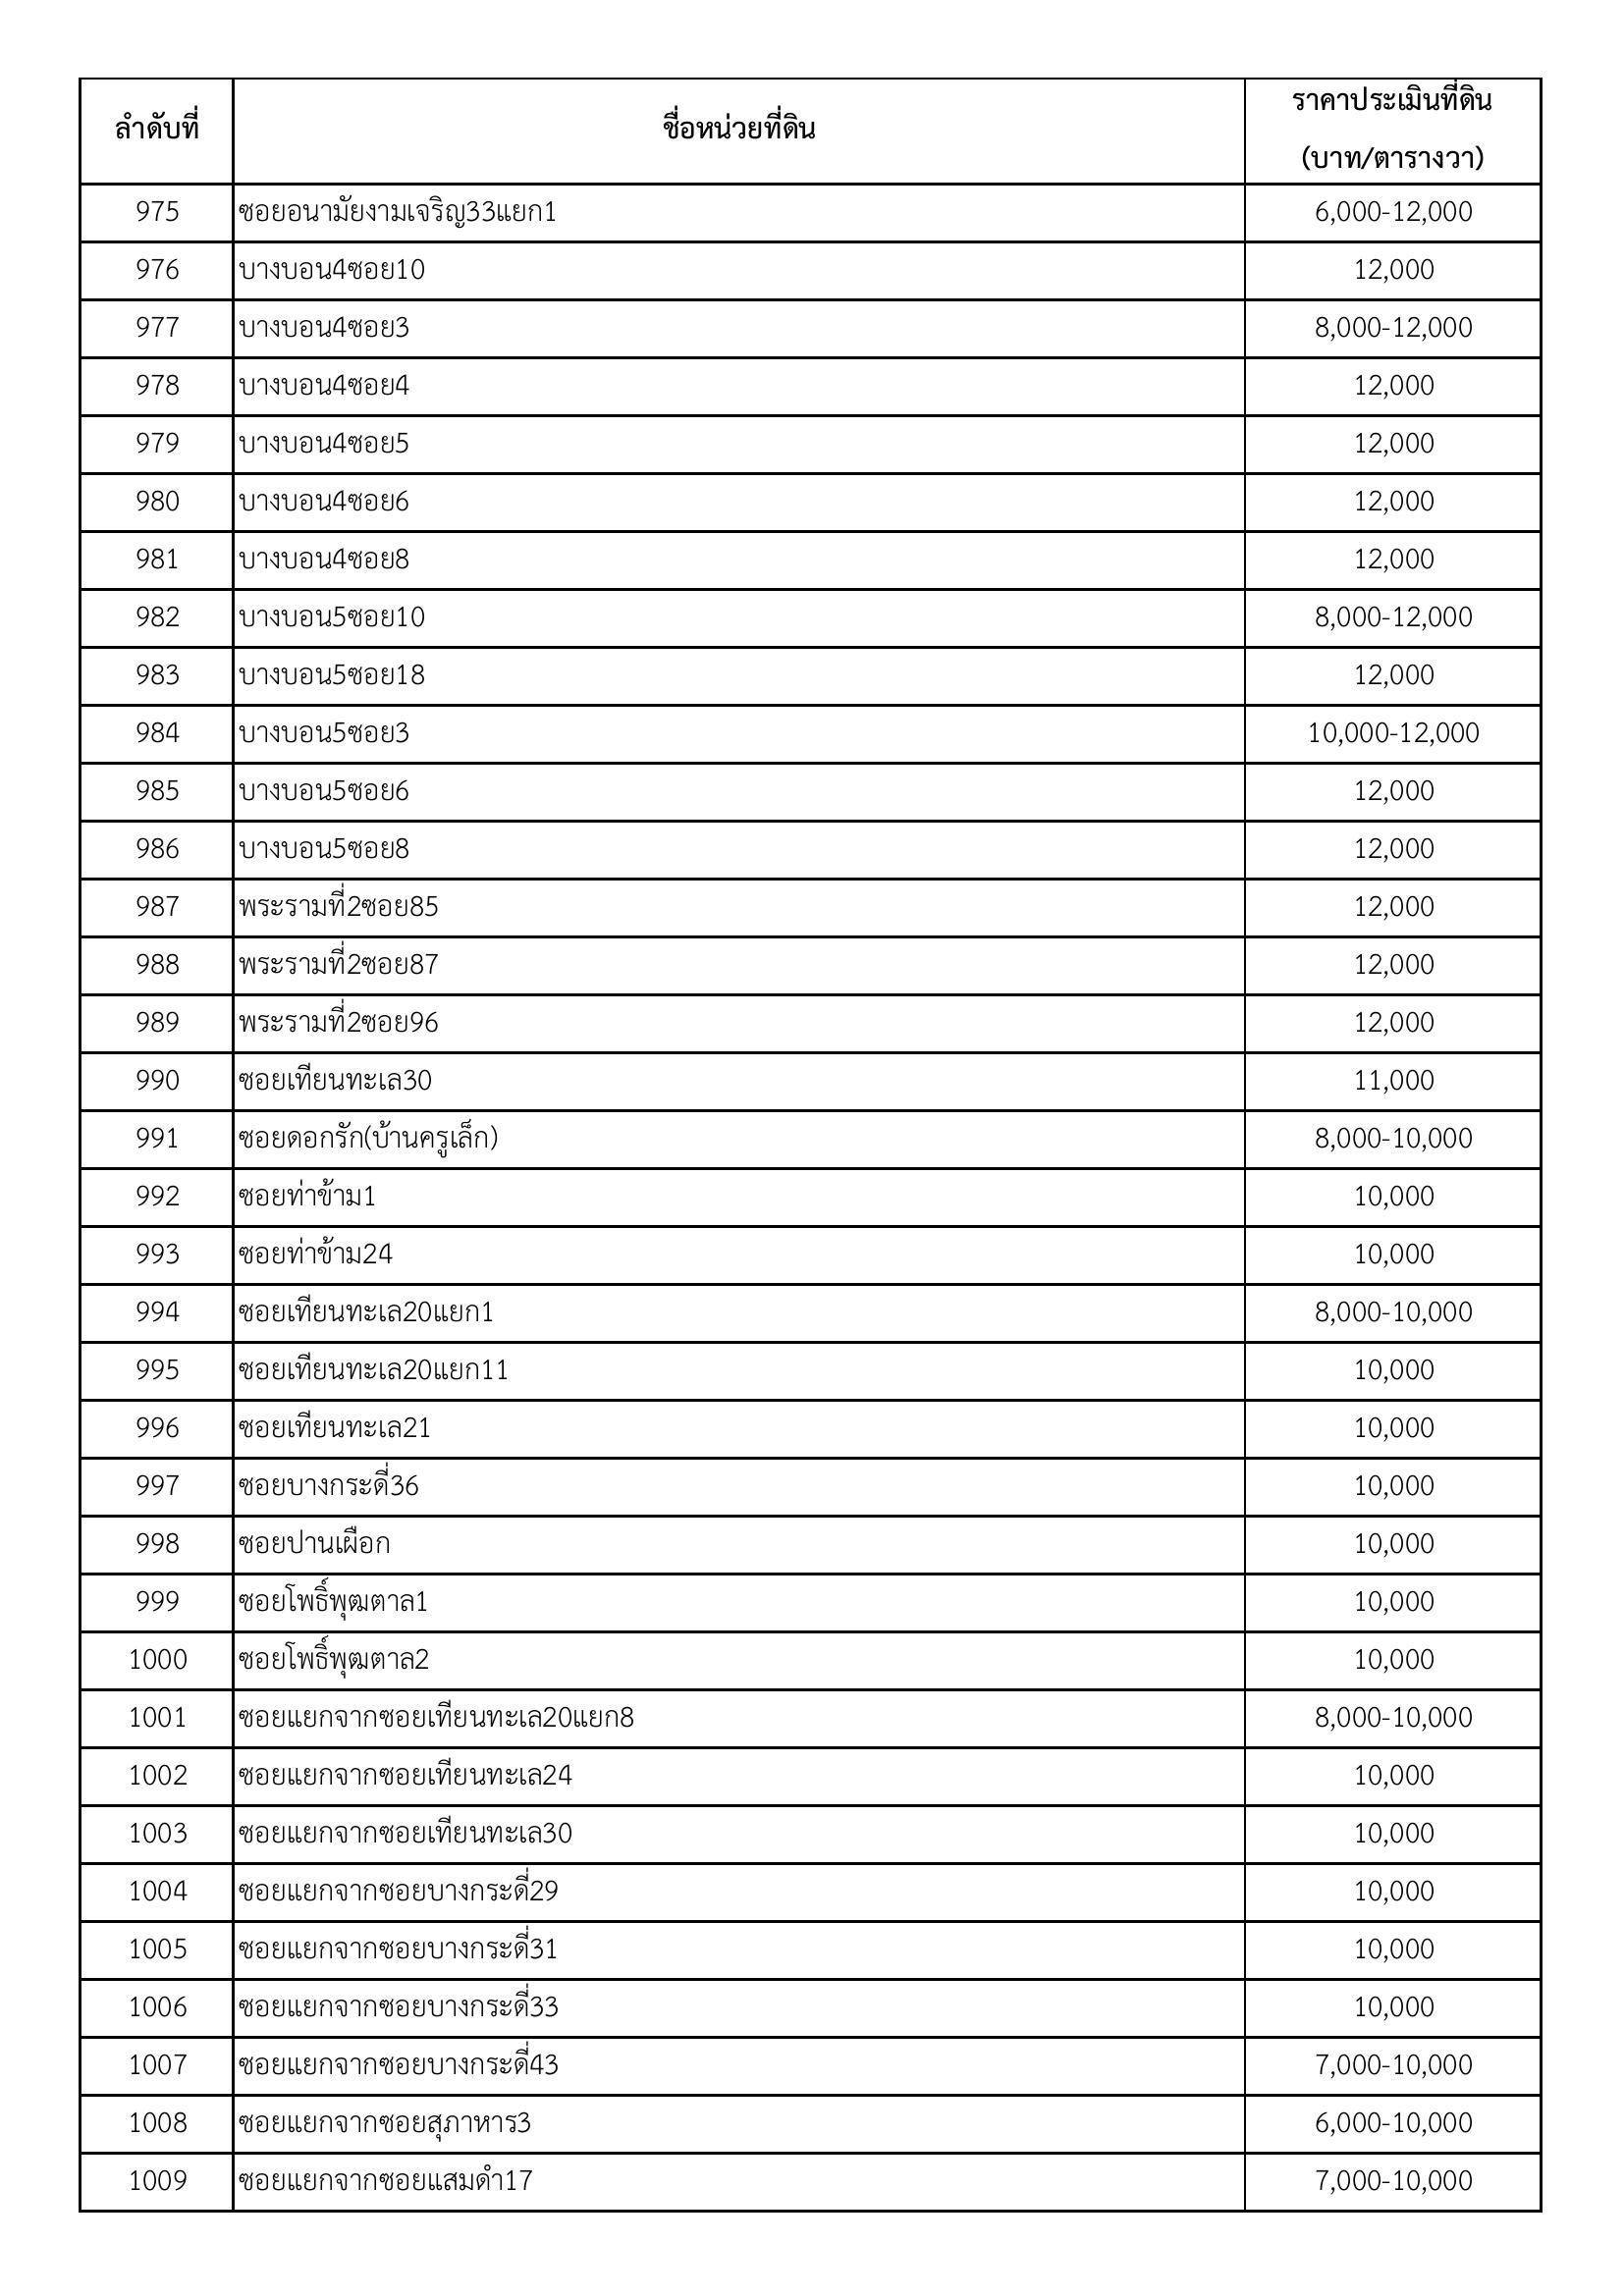 ลำดับที่ ชื่อหน่วยที่ดิน ราคาประเมินที่ดิน
(บาท/ตารางวา)
975 ซอยอนามัยงามเจริญ33แยก1 6,000-12,000
976 บางบอน4ซอย10 12,000
977 บางบอน4ซอย3 8,000-12,000
978 บางบอน4ซอย4 12,000
979 บางบอน4ซอย5 12,000
980 บางบอน4ซอย6 12,000
981 บางบอน4ซอย8 12,000
982 บางบอน5ซอย10 8,000-12,000
983 บางบอน5ซอย18 12,000
984 บางบอน5ซอย3 10,000-12,000
985 บางบอน5ซอย6 12,000
986 บางบอน5ซอย8 12,000
987 พระรามที่2ซอย85 12,000
988 พระรามที่2ซอย87 12,000
989 พระรามที่2ซอย96 12,000
990 ซอยเทียนทะเล30 11,000
991 ซอยดอกรัก(บ้านครูเล็ก) 8,000-10,000
992 ซอยท่าข้าม1 10,000
993 ซอยท่าข้าม24 10,000
994 ซอยเทียนทะเล20แยก1 8,000-10,000
995 ซอยเทียนทะเล20แยก11 10,000
996 ซอยเทียนทะเล21 10,000
997 ซอยบางกระดี่36 10,000
998 ซอยปานเผือก 10,000
999 ซอยโพธิ์พุฒตาล1 10,000
1000 ซอยโพธิ์พุฒตาล2 10,000
1001 ซอยแยกจากซอยเทียนทะเล20แยก8 8,000-10,000
1002 ซอยแยกจากซอยเทียนทะเล24 10,000
1003 ซอยแยกจากซอยเทียนทะเล30 10,000
1004 ซอยแยกจากซอยบางกระดี่29 10,000
1005 ซอยแยกจากซอยบางกระดี่31 10,000
1006 ซอยแยกจากซอยบางกระดี่33 10,000
1007 ซอยแยกจากซอยบางกระดี่43 7,000-10,000
1008 ซอยแยกจากซอยสุภาหาร3 6,000-10,000
1009 ซอยแยกจากซอยแสมดำ17 7,000-10,000